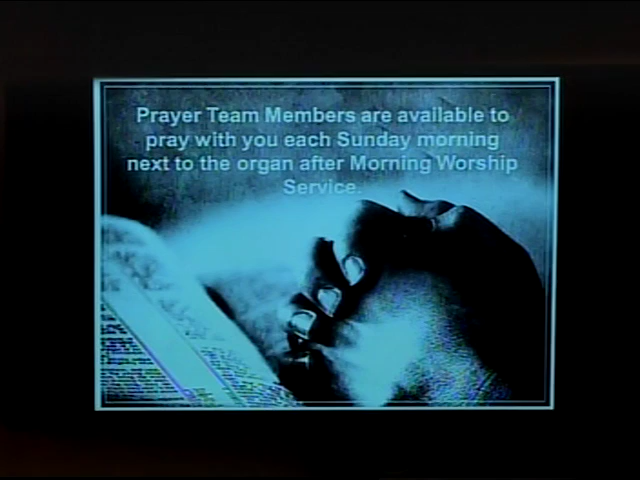 Prayer Team Members are available to
pray with you each Sunday morning
next to the organ after Morning Worship
Service.